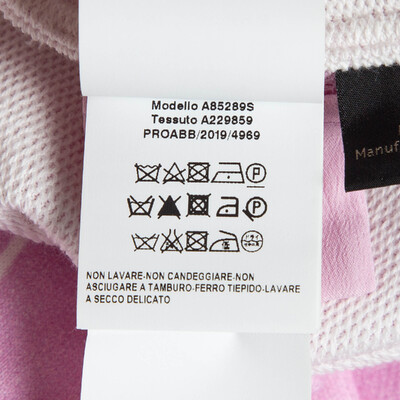 Modello A85289S
Tessuto A229859
PROABB/2019/4969
NON LAVARE-NON CANDEGGIARE-NON
ASCIUGARE A TAMBURO-FERRO TIEPIDO-LAVARE
A SECCO DELICATO
Manuf